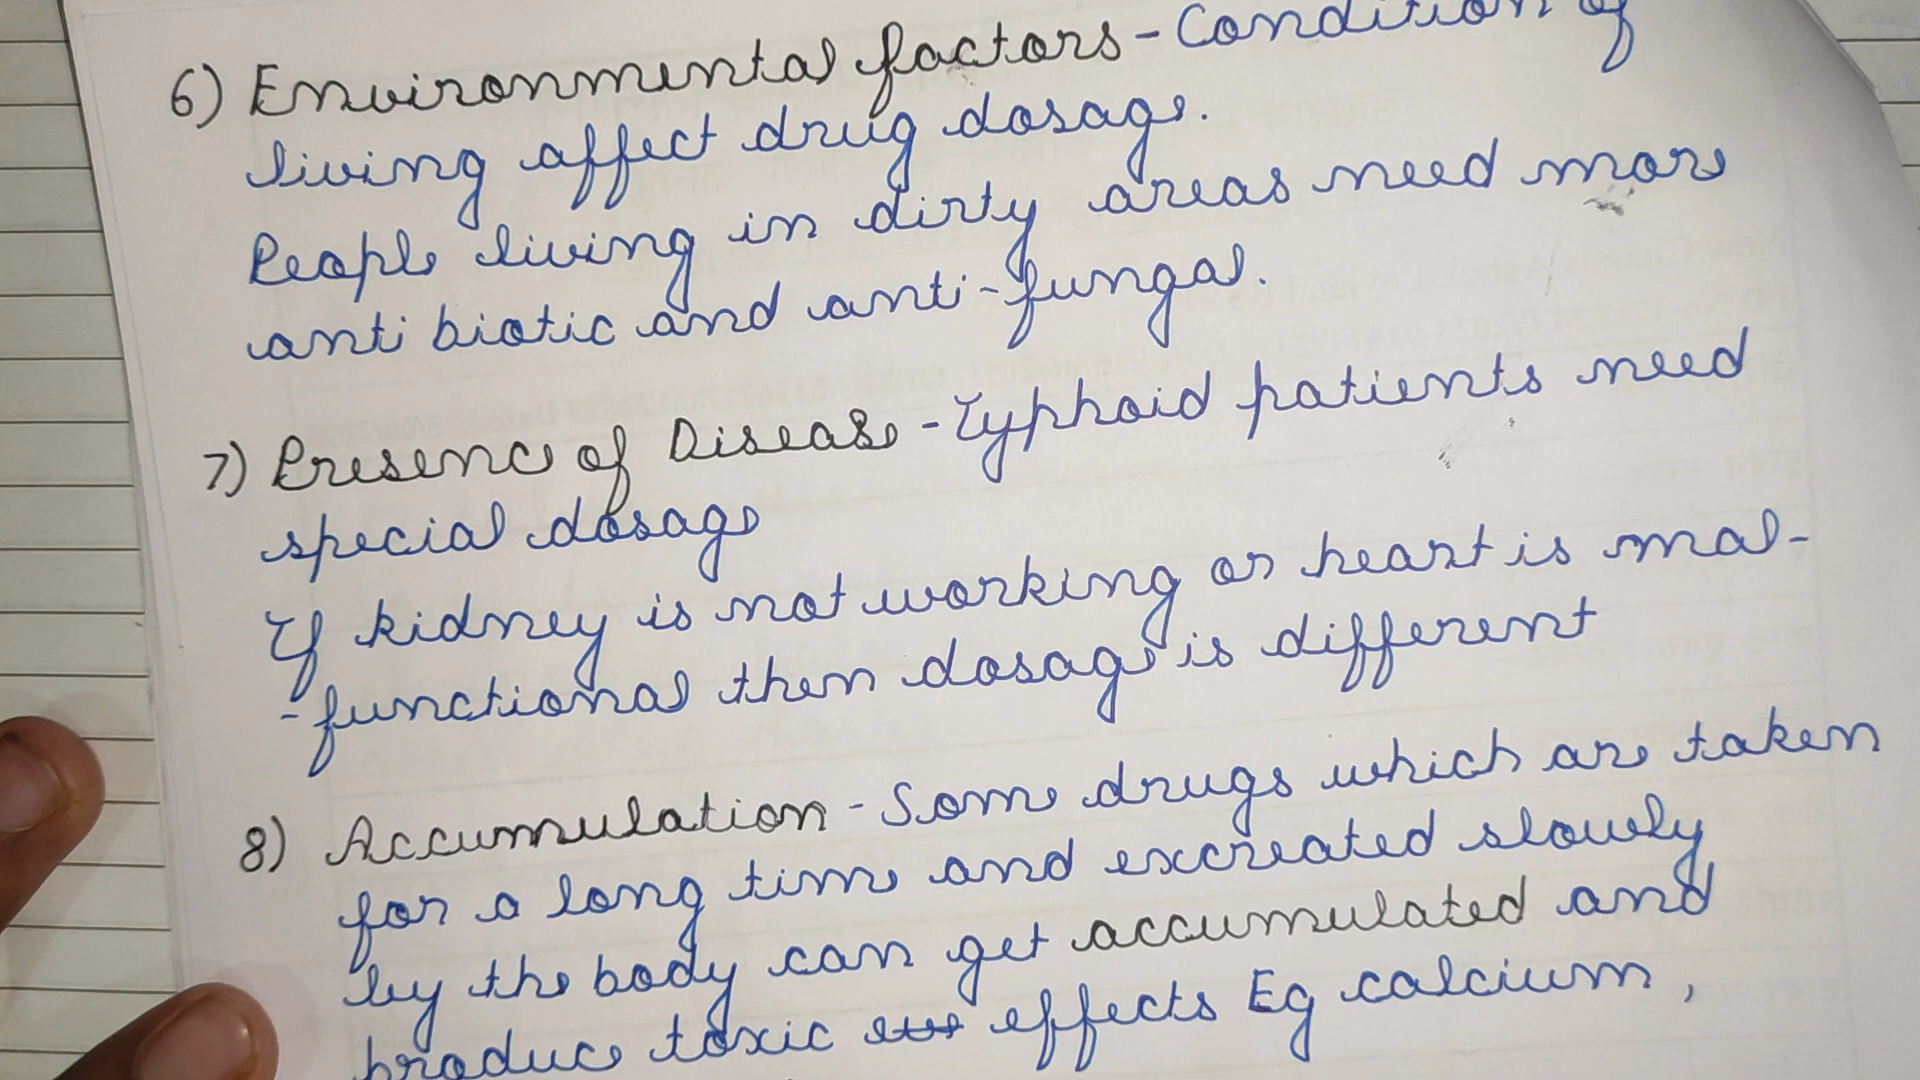 6) Environmental factors - Condition of
living affect drug dosage.
People living in dirty areas need more
anti biotic and anti-fungal.
7) Presence of Disease - Typhoid patients need
special dosage
If kidney is not working or heart is mal-
-functional then dosage is different
8) Accumulation - Some drugs which are taken
for a long time and excreated slowly
by the body can get accumulated and
produce toxic effects Eg calcium,